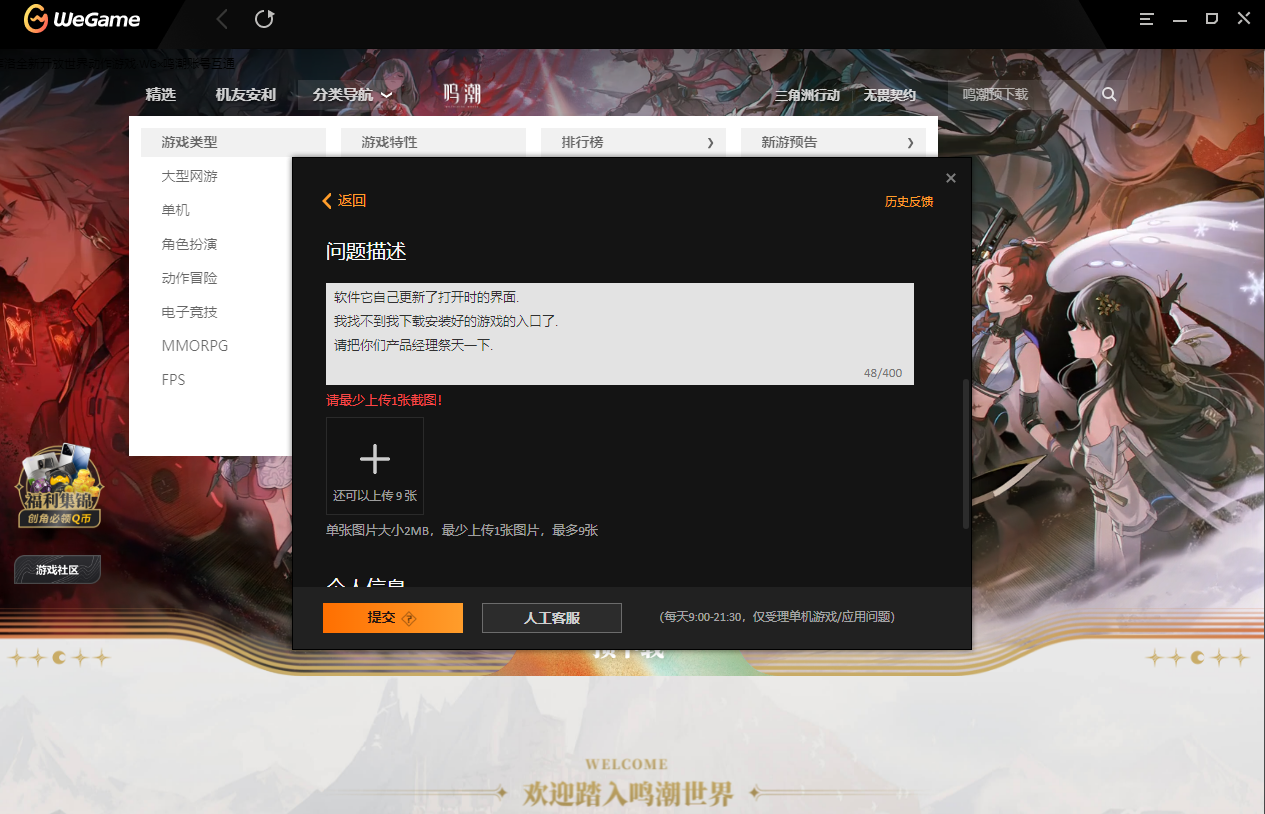 WeGame
精选
机友安利
分类导航
鸣潮
三角洲行动
无畏契约
鸣潮预下载
游戏类型
游戏特性
排行榜
新游预告
大型网游
单机
角色扮演
动作冒险
电子竞技
MMORPG
FPS
返回
历史反馈
问题描述
软件它自己更新了打开时的界面.
我找不到我下载安装好的游戏的入口了.
请把你们产品经理祭天一下.
48/400
请最少上传1张截图!
还可以上传 9 张
单张图片大小2MB，最少上传1张图片，最多9张
个人信息
提交
人工客服
(每天9:00-21:30，仅受理单机游戏/应用问题)
福利集锦
创角必领Q币
游戏社区
预下载
WELCOME
欢迎踏入鸣潮世界